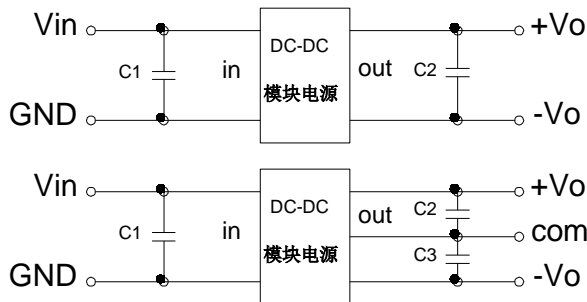 Vin
+Vo
DC-DC
C1
in
out
C2
模块电源
GND
-Vo
Vin
+Vo
DC-DC
out
C2
C1
in
com
模块电源
C3
GND
-Vo